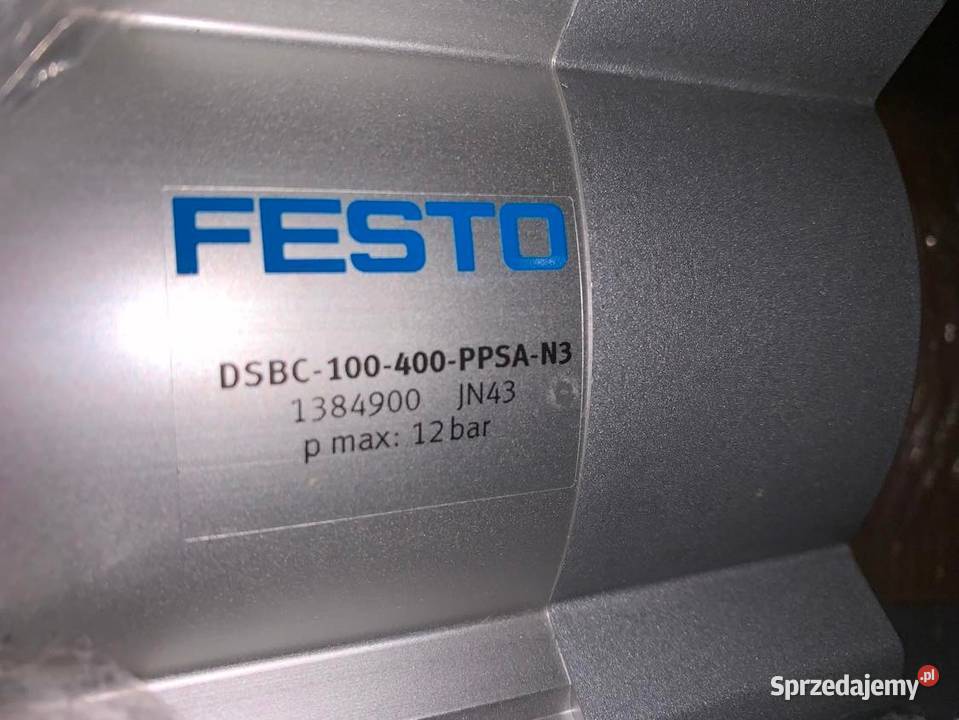 FESTO
DSBC-100-400-PPSA-N3
1384900 JN43
p max: 12 bar
Sprzedajemy.pl